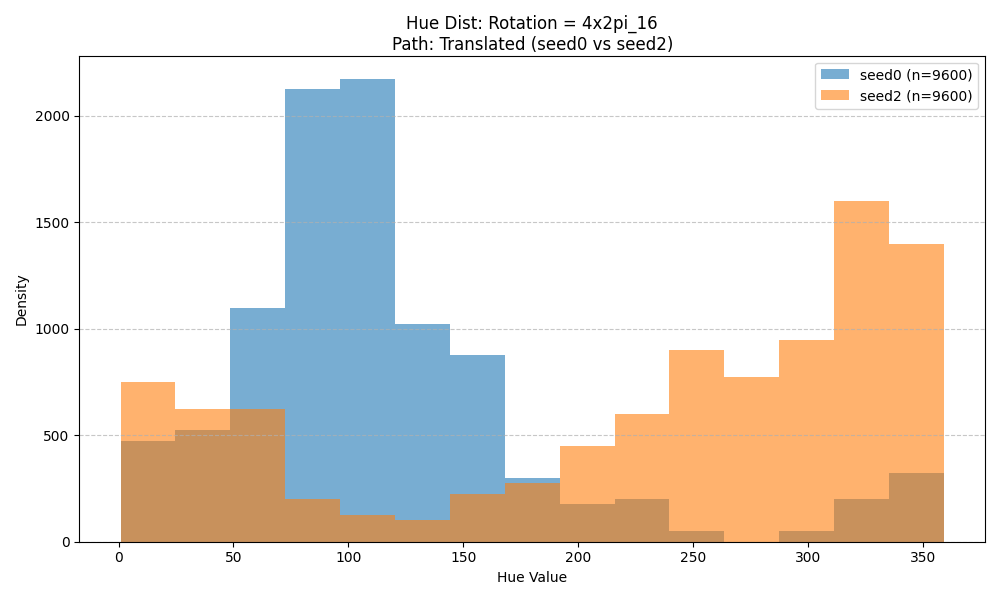 Hue Dist: Rotation = 4x2pi_16
Path: Translated (seed0 vs seed2)
seed0 (n=9600)
seed2 (n=9600)
Density
2000
1500
1000
500
0
0 50 100 150 200 250 300 350
Hue Value